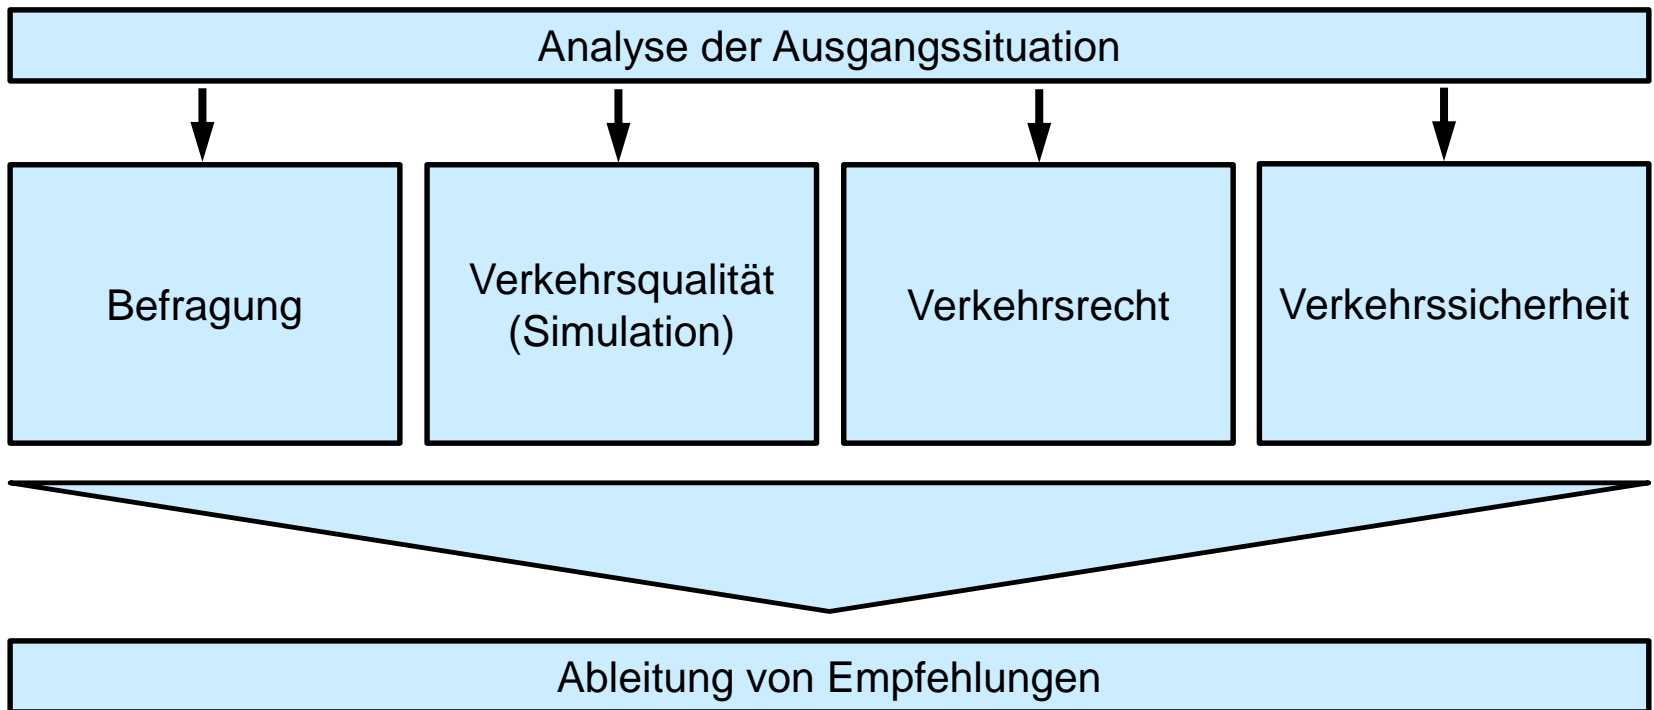 Analyse der Ausgangssituation
Befragung
Verkehrsqualität
(Simulation)
Verkehrsrecht
Verkehrssicherheit
Ableitung von Empfehlungen